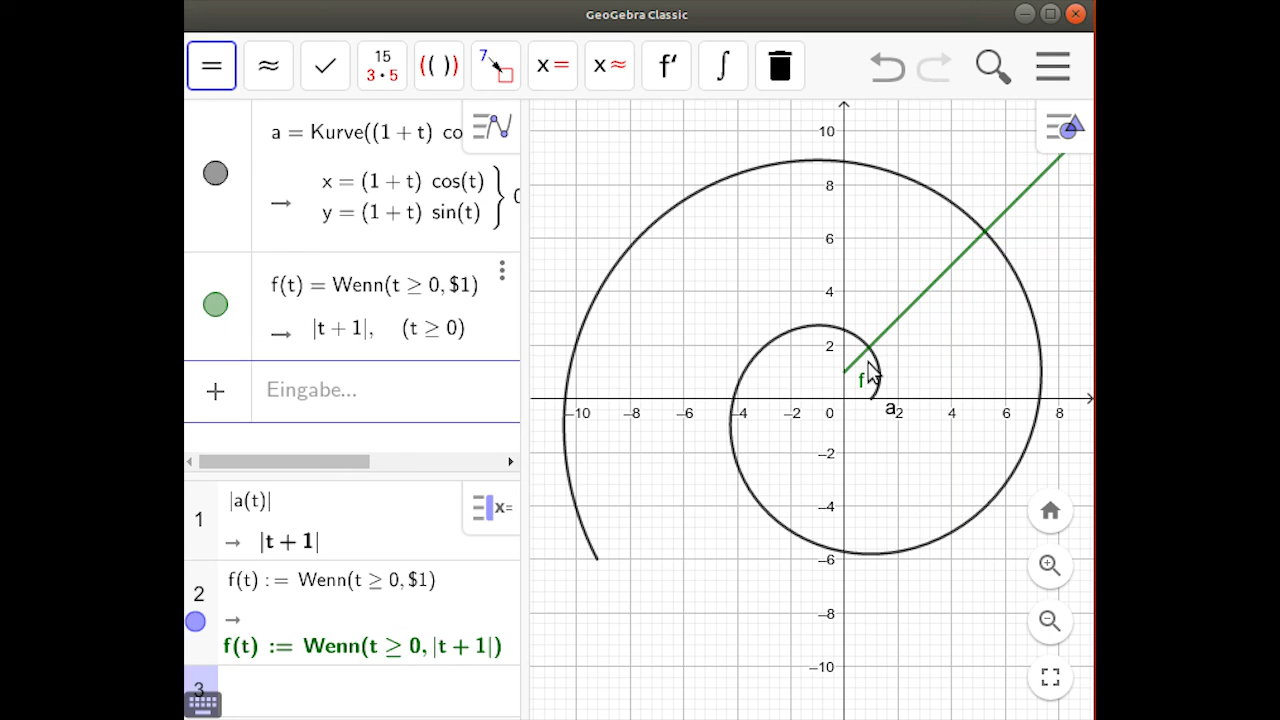 GeoGebra Classic
= ≈ ✓ 15 3·5 (( )) 7 x= x≈ f′ ∫
a = Kurve((1 + t) co
→ x = (1 + t) cos(t)
y = (1 + t) sin(t) } 0
f(t) = Wenn(t ≥ 0, $1)
→ |t + 1|, (t ≥ 0)
+ Eingabe...
1 |a(t)|
→ |t + 1|
2 f(t) := Wenn(t ≥ 0, $1)
→
f(t) := Wenn(t ≥ 0, |t + 1|)
3
x=
10
8
6
4
2
f
a
–10 –8 –6 –4 –2 0 2 4 6 8
–2
–4
–6
–8
–10